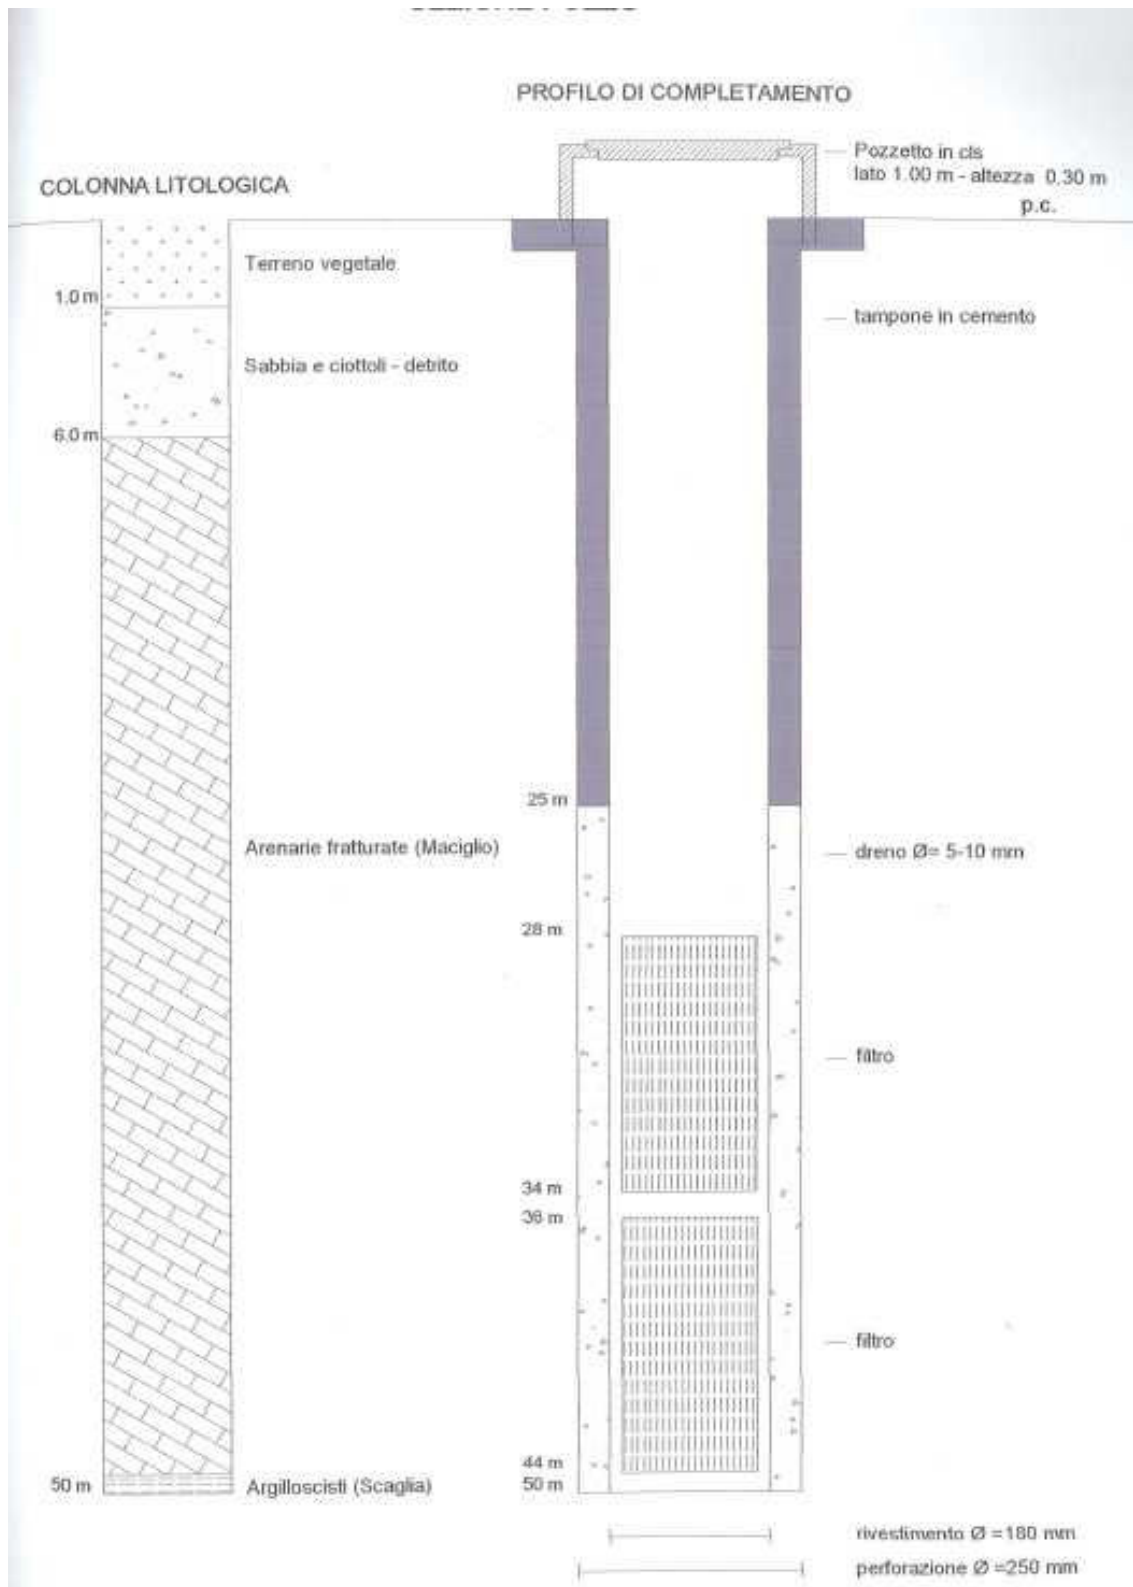 PROFILO DI COMPLETAMENTO
Pozzetto in cls
lato 1.00 m - altezza 0,30 m
COLONNA LITOLOGICA
p.c.
Terreno vegetale
1.0 m
tampone in cemento
Sabbia e ciottoli - detrito
6.0 m
25 m
Arenarie fratturate (Maciglio)
dreno Ø= 5-10 mm
28 m
filtro
34 m
36 m
filtro
44 m
50 m
50 m
Argilloscisti (Scaglia)
rivestimento Ø =180 mm
perforazione Ø =250 mm